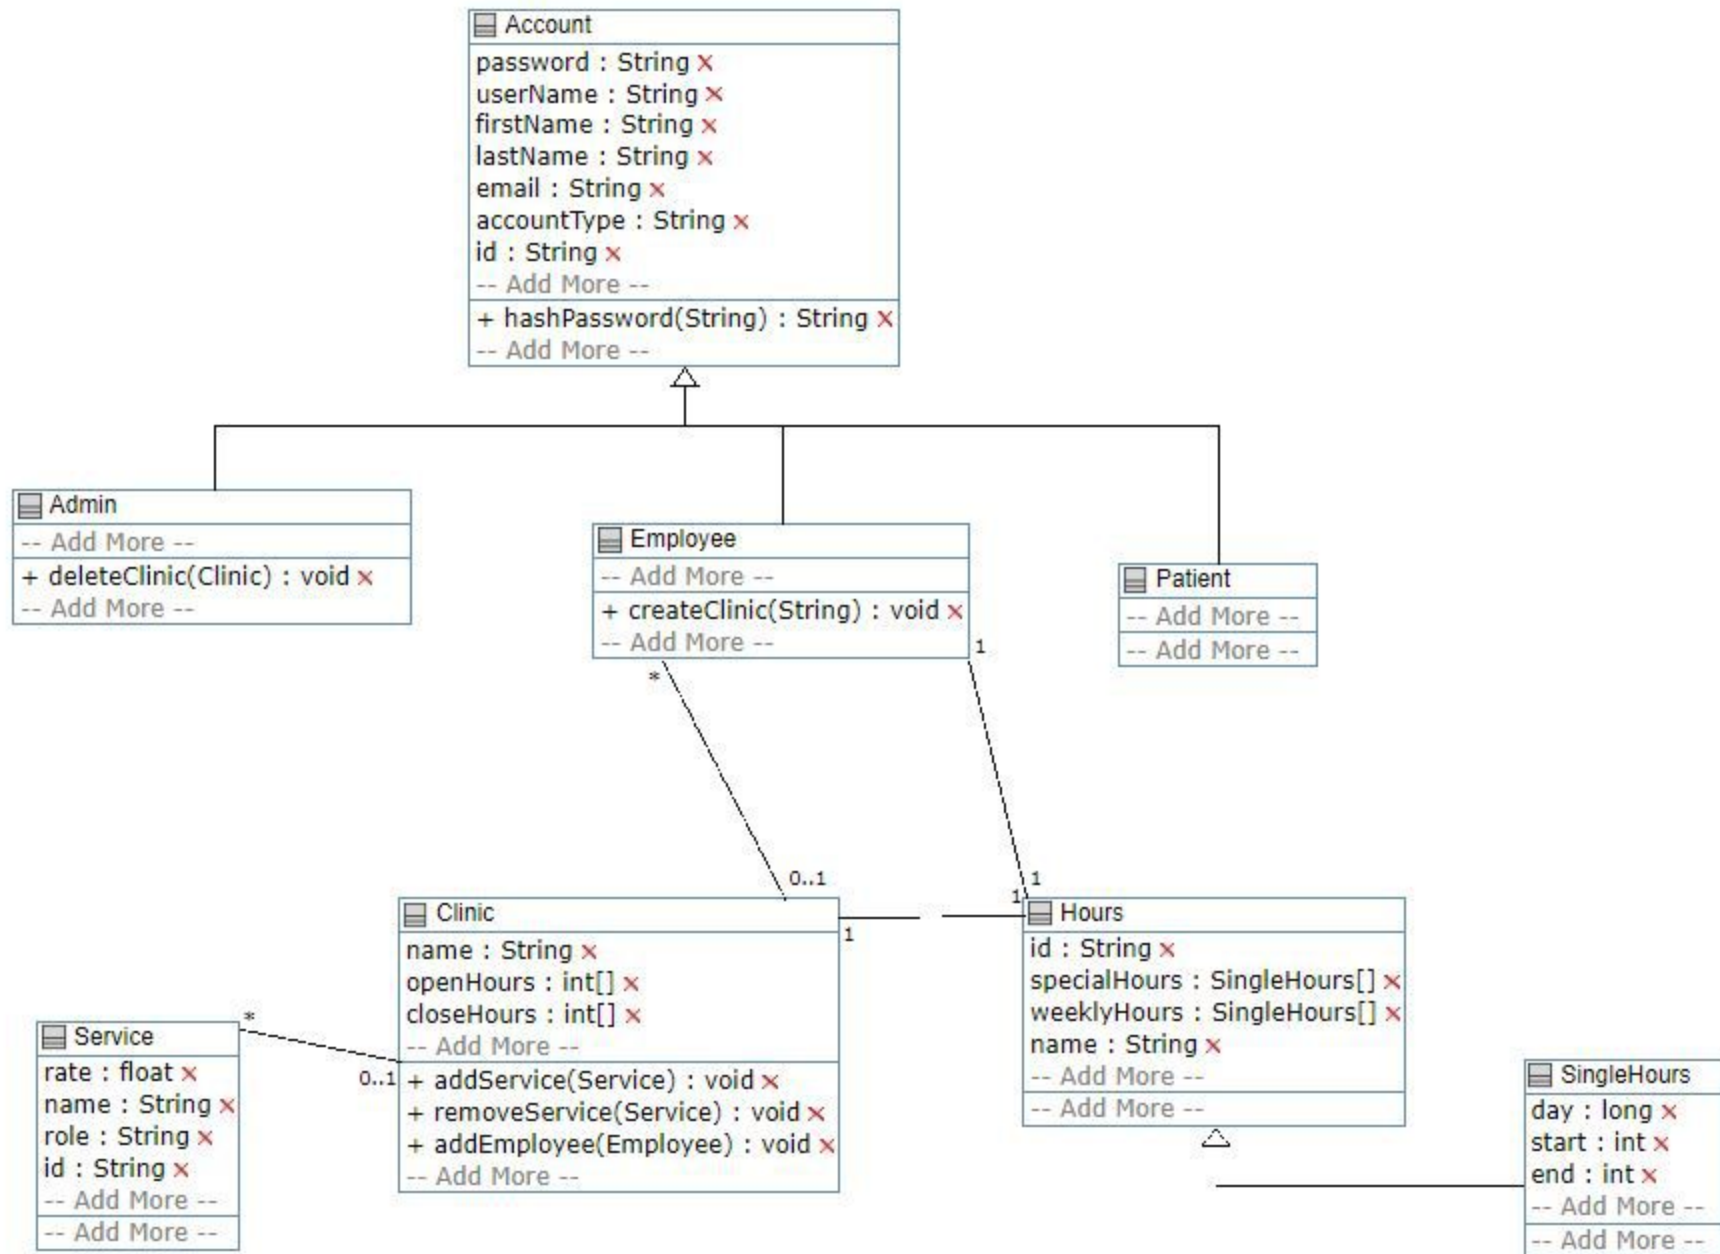 Account
password : String ×
userName : String ×
firstName : String ×
lastName : String ×
email : String ×
accountType : String ×
id : String ×
-- Add More --
+ hashPassword(String) : String ×
-- Add More --
Admin
-- Add More --
+ deleteClinic(Clinic) : void ×
-- Add More --
Employee
-- Add More --
+ createClinic(String) : void ×
-- Add More --
Patient
-- Add More --
-- Add More --
1
*
0..1
1
1
1
Clinic
name : String ×
openHours : int[] ×
closeHours : int[] ×
-- Add More --
+ addService(Service) : void ×
+ removeService(Service) : void ×
+ addEmployee(Employee) : void ×
-- Add More --
Hours
id : String ×
specialHours : SingleHours[] ×
weeklyHours : SingleHours[] ×
name : String ×
-- Add More --
-- Add More --
*
0..1
Service
rate : float ×
name : String ×
role : String ×
id : String ×
-- Add More --
-- Add More --
SingleHours
day : long ×
start : int ×
end : int ×
-- Add More --
-- Add More --